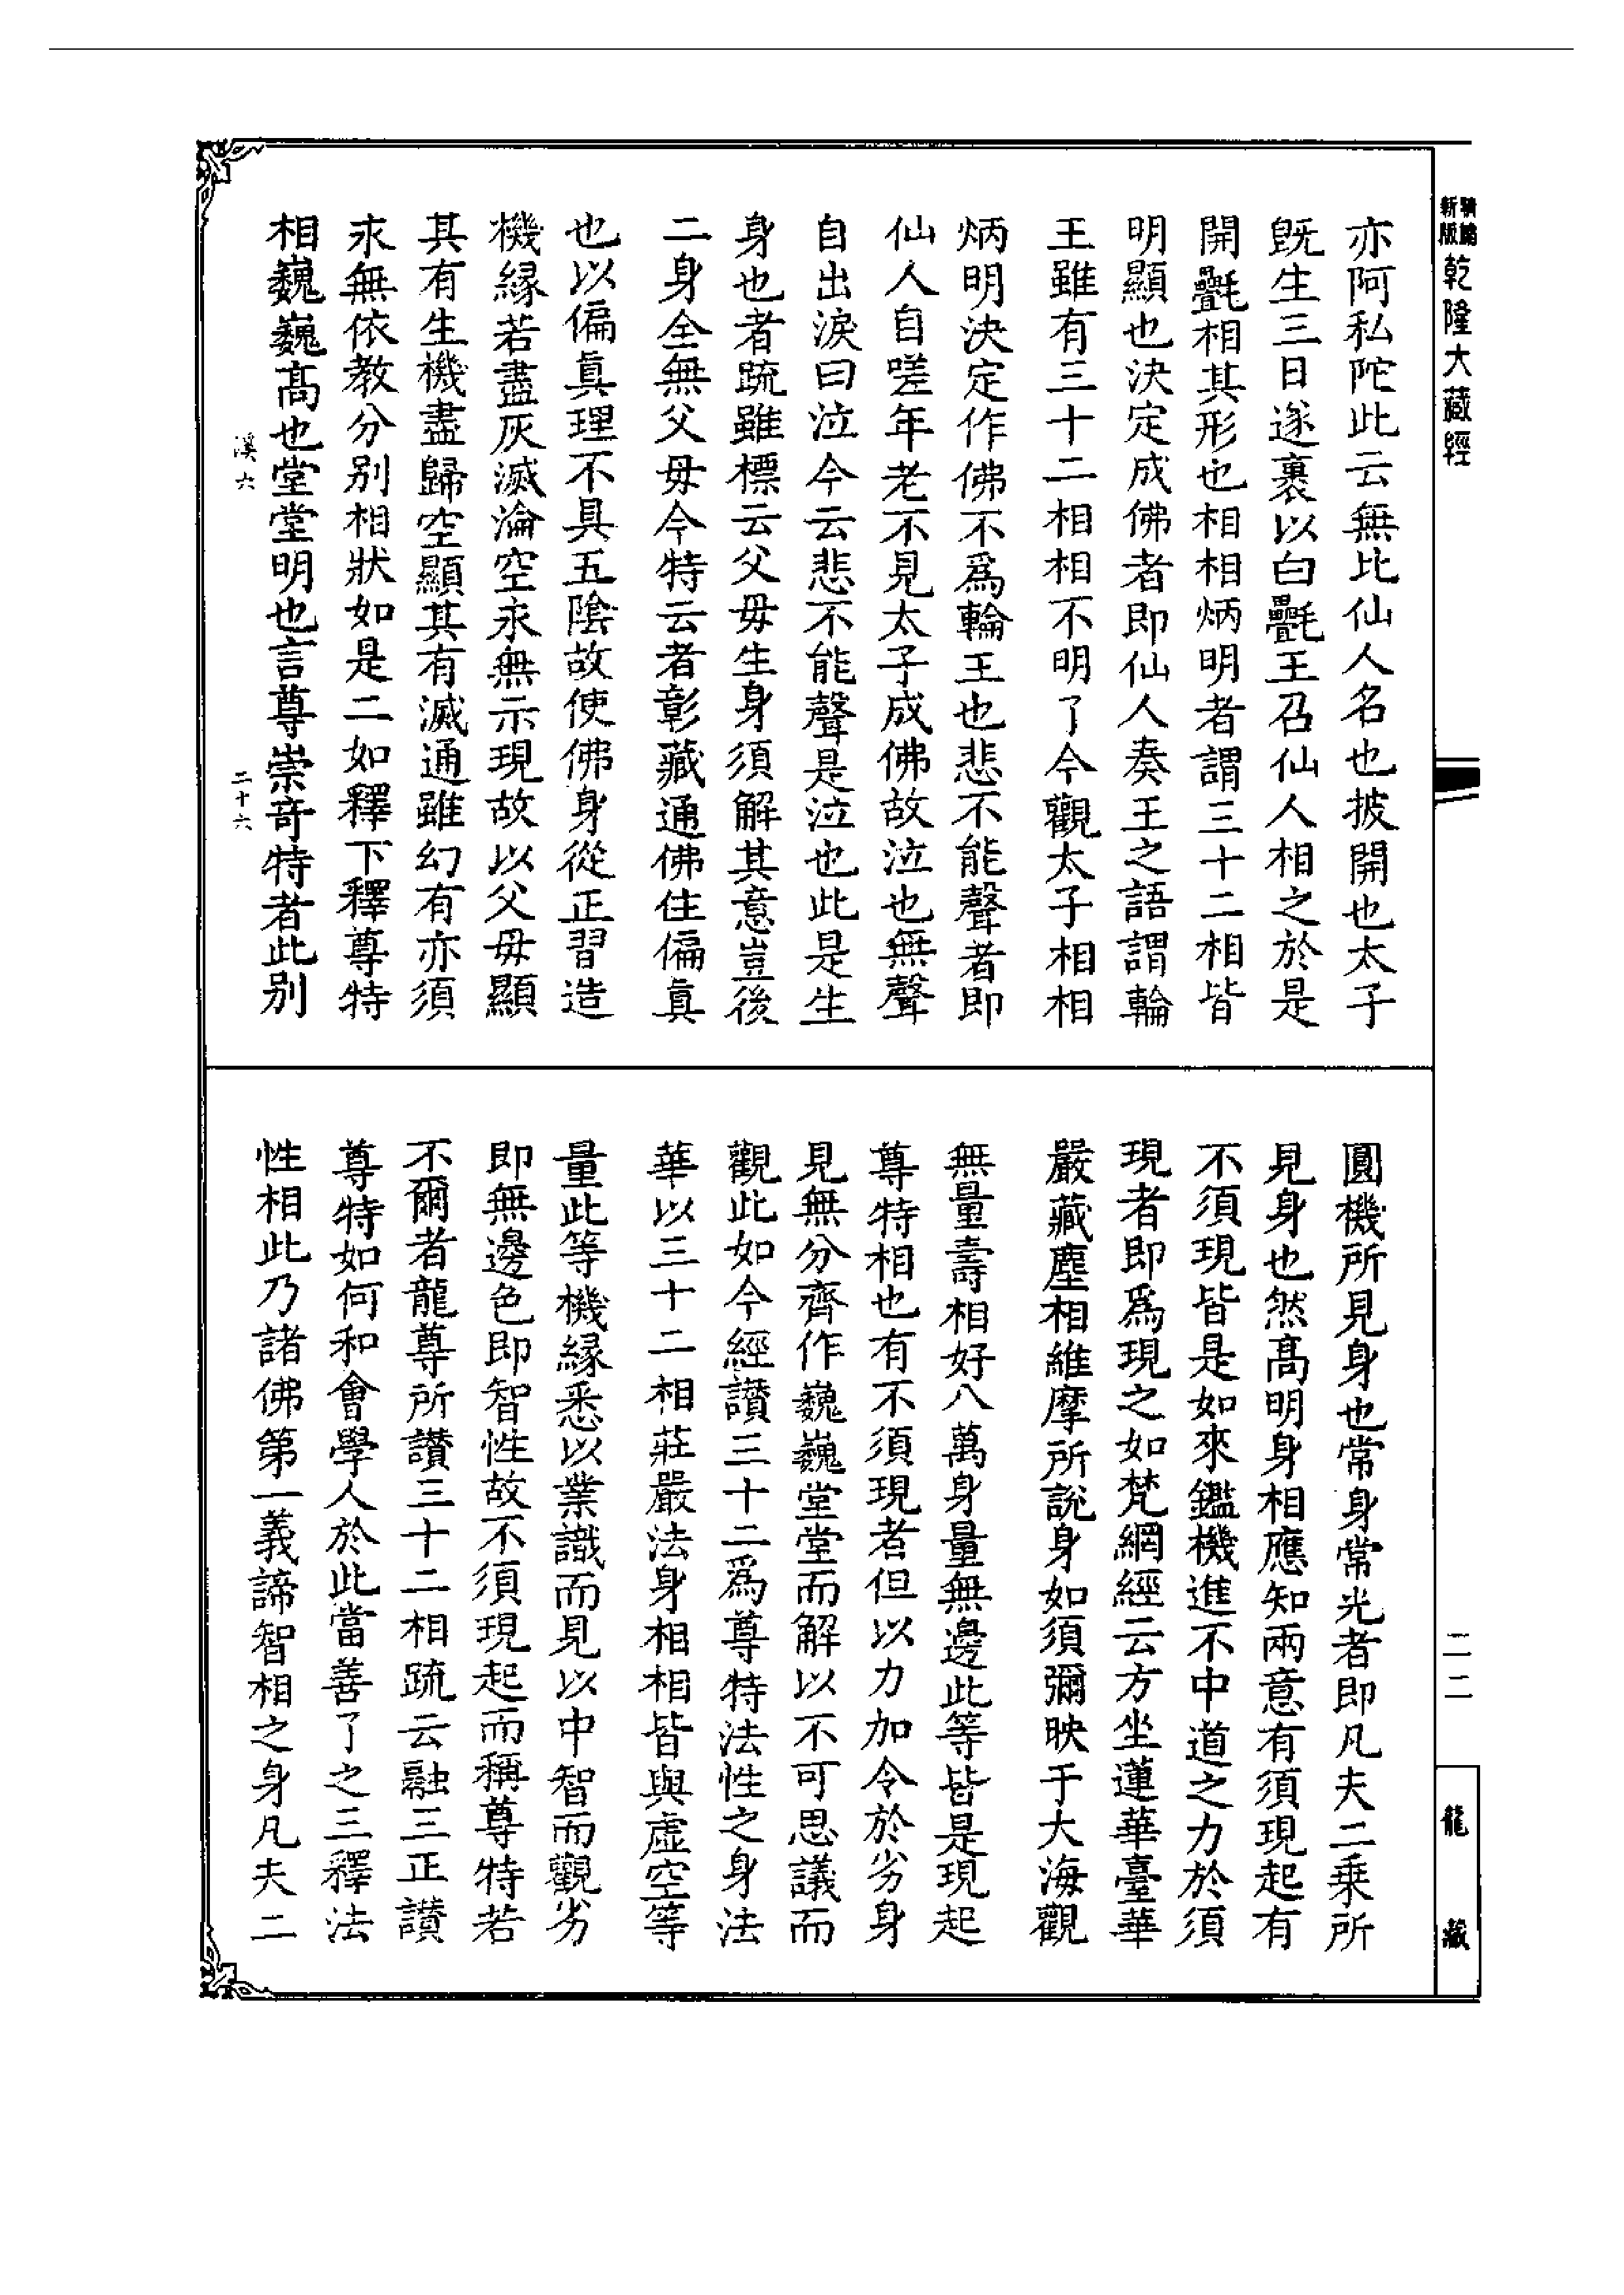 新版
乾隆大藏經
亦阿私陀此云無比仙人名也披開也太子
旣生三日遂裹以白㲲王召仙人相之於是
開㲲相其形也相相炳明者謂三十二相皆
明顯也決定成佛者即仙人奏王之語謂輪
王雖有三十二相相不明了今觀太子相相
炳明決定作佛不爲輪王也悲不能聲者即
仙人自嗟年老不見太子成佛故泣也無聲
自出淚曰泣今云悲不能聲是泣也此是生
身也者䟽雖標云父毋生身須解其意豈後
二身全無父毋今特云者彰藏通佛住偏真
也以偏真理不具五陰故使佛身從正習造
機緣若盡灰滅淪空永無示現故以父毋顯
其有生機盡歸空顯其有滅通雖幻有亦須
永無依教分別相狀如是二如釋下釋尊特
相巍巍髙也堂堂明也言尊崇竒特者此别
溪六
二十六
圓機所見身也常身常光者即凡夫二乘所
見身也然髙明身相應知兩意有須現起有
不須現皆是如來鑑機進不中道之力於須
現者即爲現之如梵網經云方坐蓮華臺華
嚴藏塵相維摩所說身如須彌映于大海觀
無量壽相好八萬身量無邊此等皆是現起
尊特相也有不須現者但以力加令於劣身
見無分齊作巍巍堂堂而解以不可思議而
觀此如今經讃三十二爲尊特法性之身法
華以三十二相莊嚴法身相相皆與虛空等
量此等機緣悉以業識而見以中智而觀劣
即無邊色即智性故不須現起而稱尊特若
不爾者龍尊所讃三十二相䟽云融三正讃
尊特如何和會學人於此當善了之三釋法
性相此乃諸佛第一義諦智相之身凡夫二
二二
龍藏